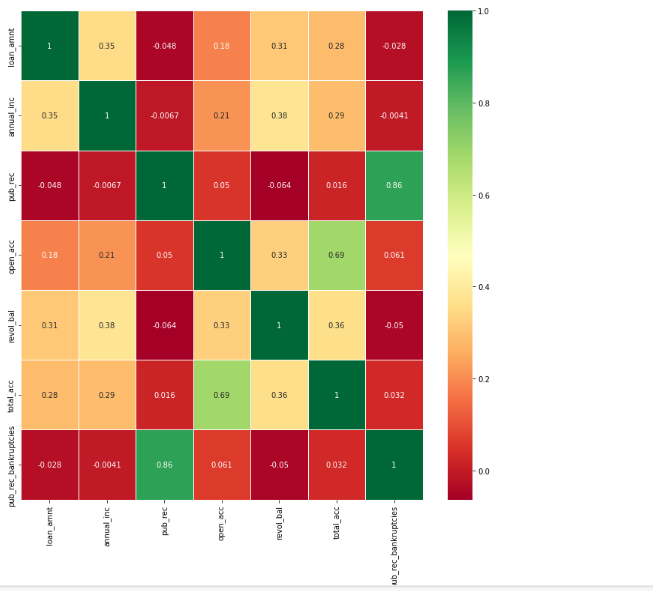 loan_amnt 1 0.35 -0.048 0.18 0.31 0.28 -0.028
annual_inc 0.35 1 -0.0067 0.21 0.38 0.29 -0.0041
pub_rec -0.048 -0.0067 1 0.05 -0.064 0.016 0.86
open_acc 0.18 0.21 0.05 1 0.33 0.69 0.061
revol_bal 0.31 0.38 -0.064 0.33 1 0.36 -0.05
total_acc 0.28 0.29 0.016 0.69 0.36 1 0.032
pub_rec_bankruptcies -0.028 -0.0041 0.86 0.061 -0.05 0.032 1
loan_amnt annual_inc pub_rec open_acc revol_bal total_acc ub_rec_bankruptcies
1.0
0.8
0.6
0.4
0.2
0.0